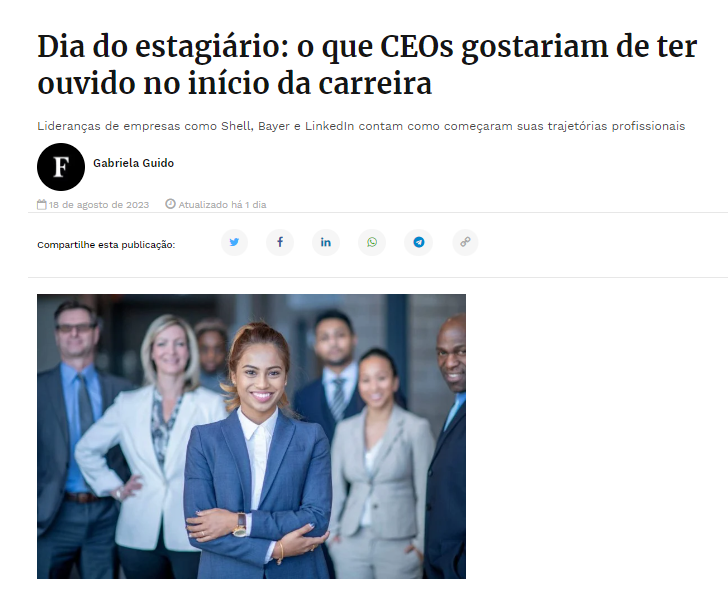 Dia do estagiário: o que CEOs gostariam de ter
ouvido no início da carreira
Lideranças de empresas como Shell, Bayer e LinkedIn contam como começaram suas trajetórias profissionais
F
Gabriela Guido
18 de agosto de 2023 Atualizado há 1 dia
Compartilhe esta publicação: